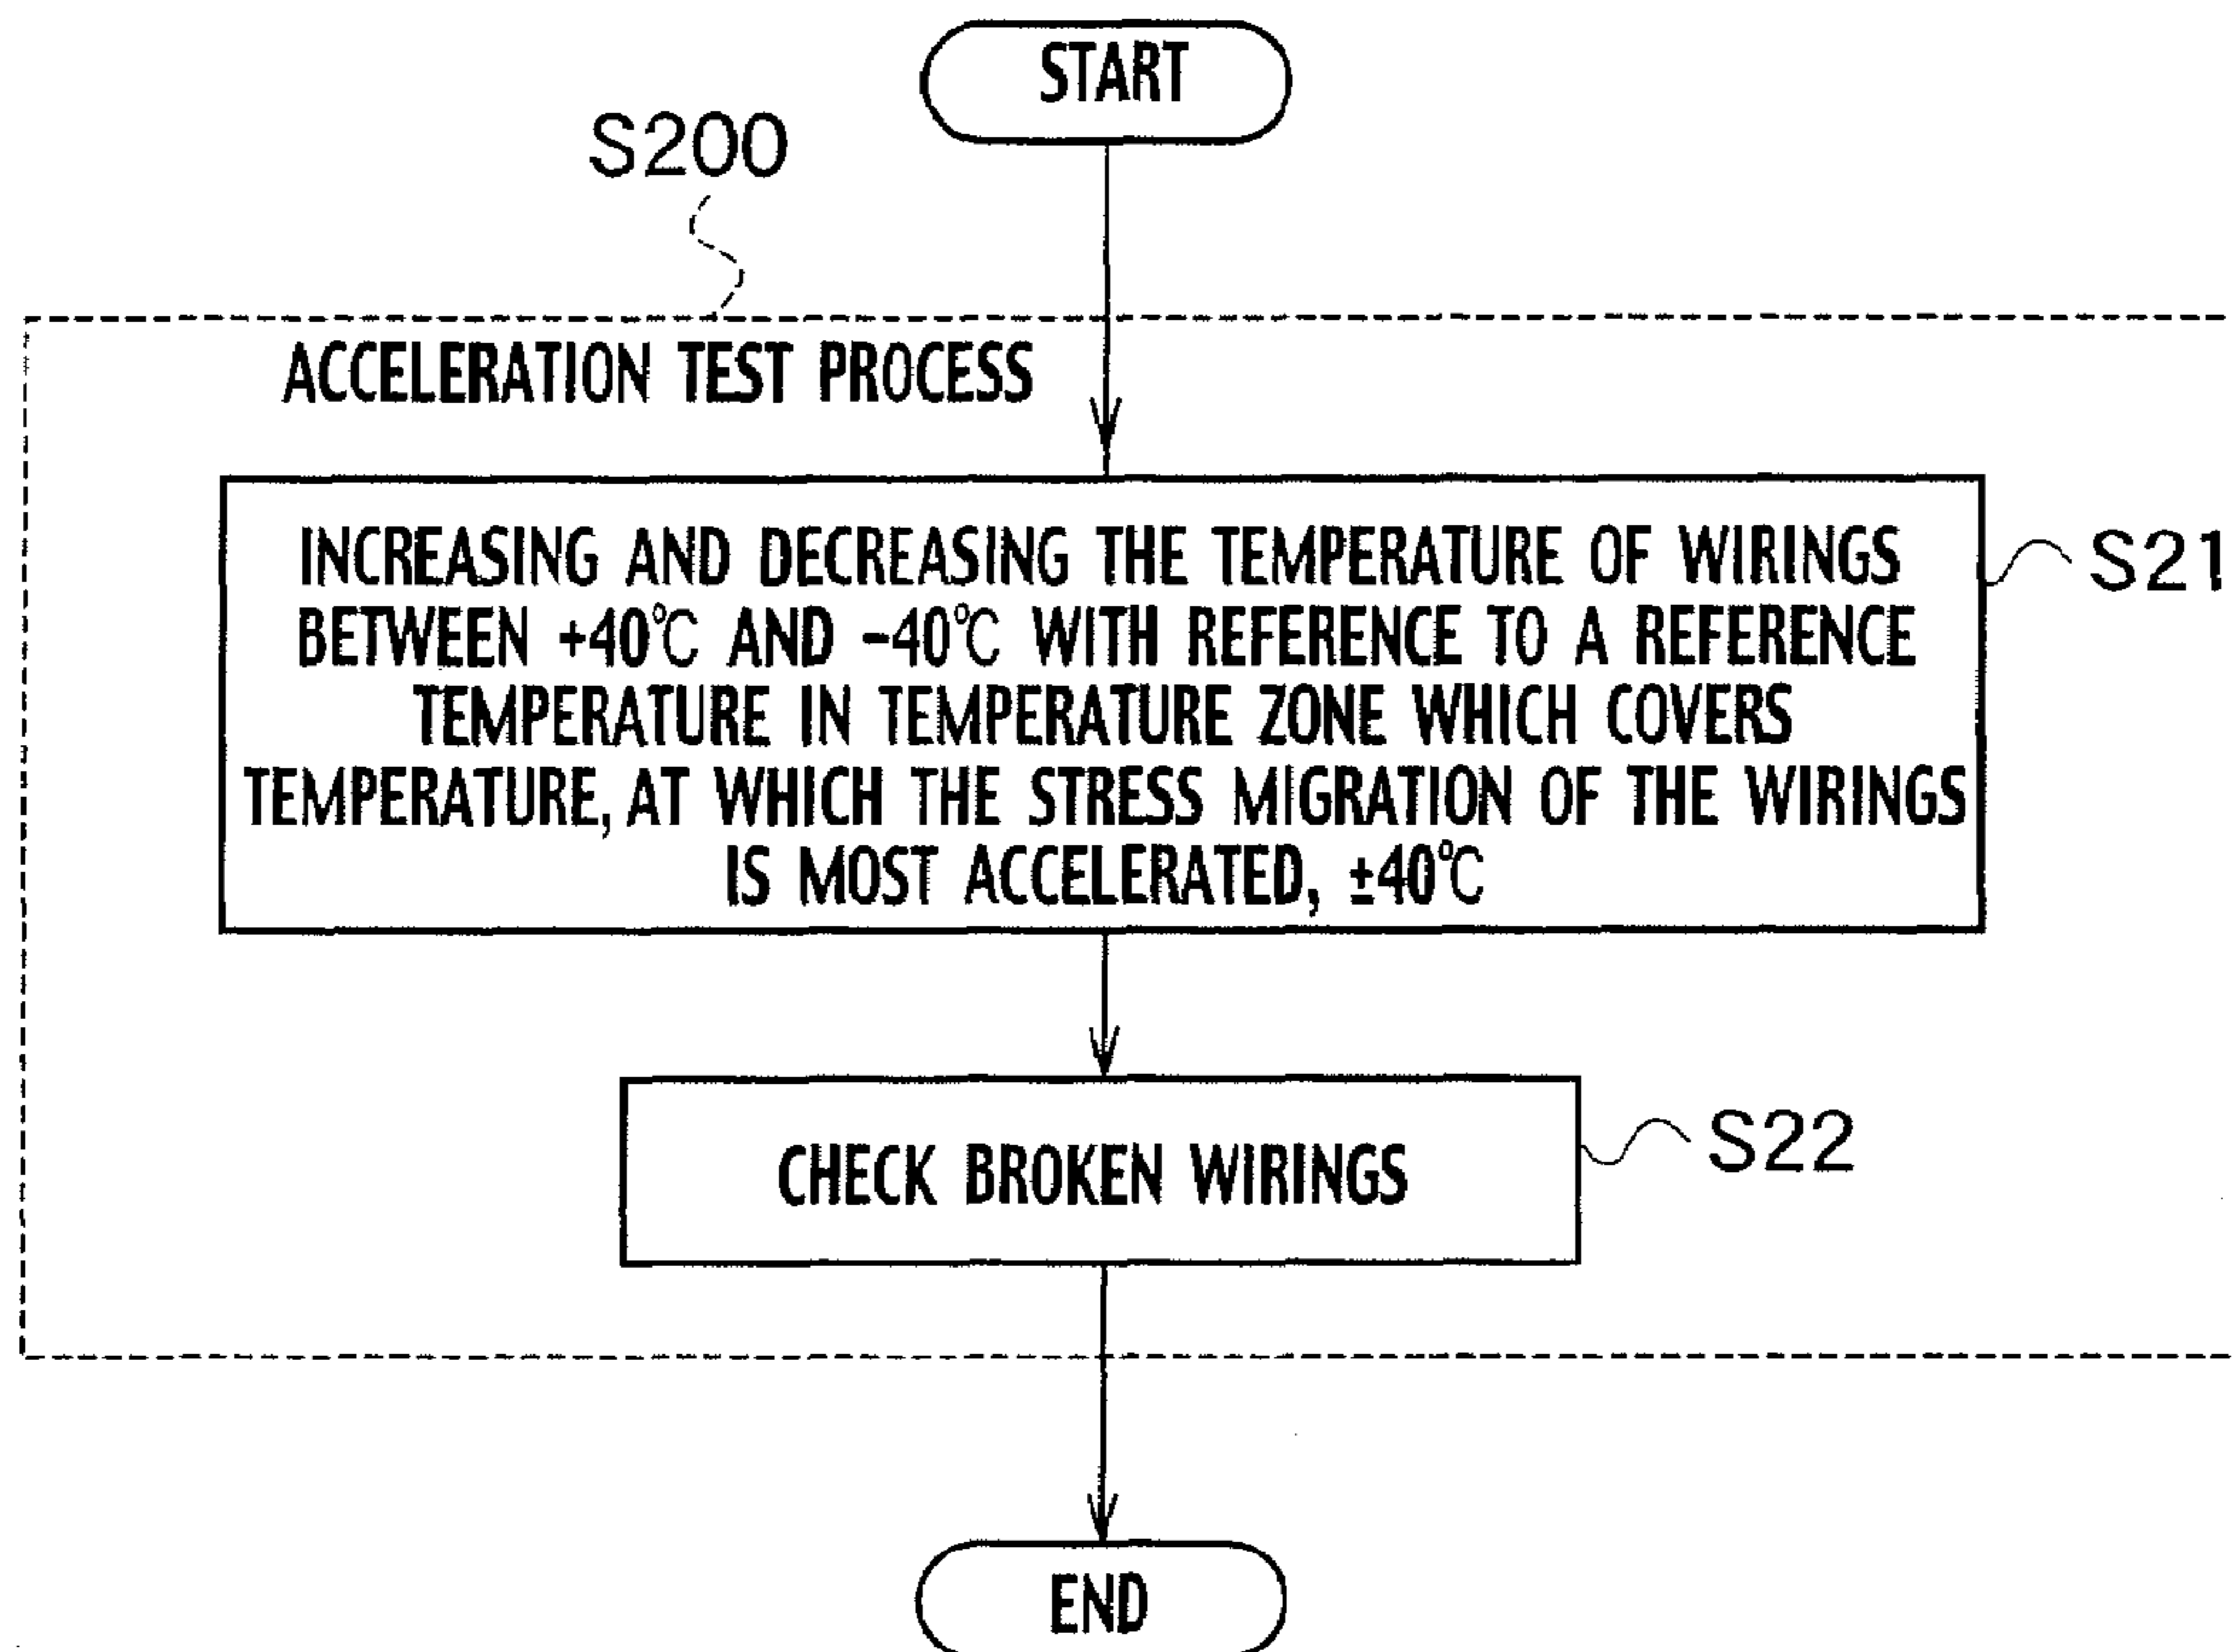 START
S200
ACCELERATION TEST PROCESS
INCREASING AND DECREASING THE TEMPERATURE OF WIRINGS
BETWEEN +40°C AND -40°C WITH REFERENCE TO A REFERENCE
TEMPERATURE IN TEMPERATURE ZONE WHICH COVERS
TEMPERATURE, AT WHICH THE STRESS MIGRATION OF THE WIRINGS
IS MOST ACCELERATED, ±40°C
S21
CHECK BROKEN WIRINGS
S22
END